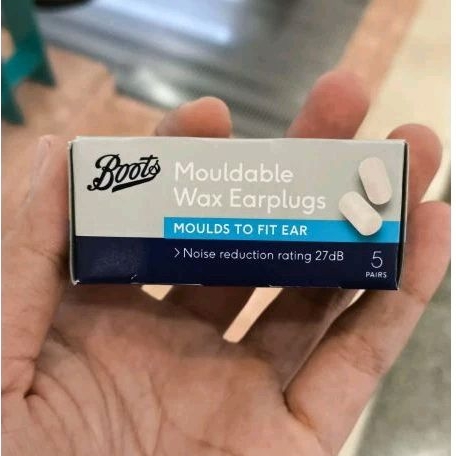 Boots
Mouldable
Wax Earplugs
MOULDS TO FIT EAR
> Noise reduction rating 27dB
5
PAIRS